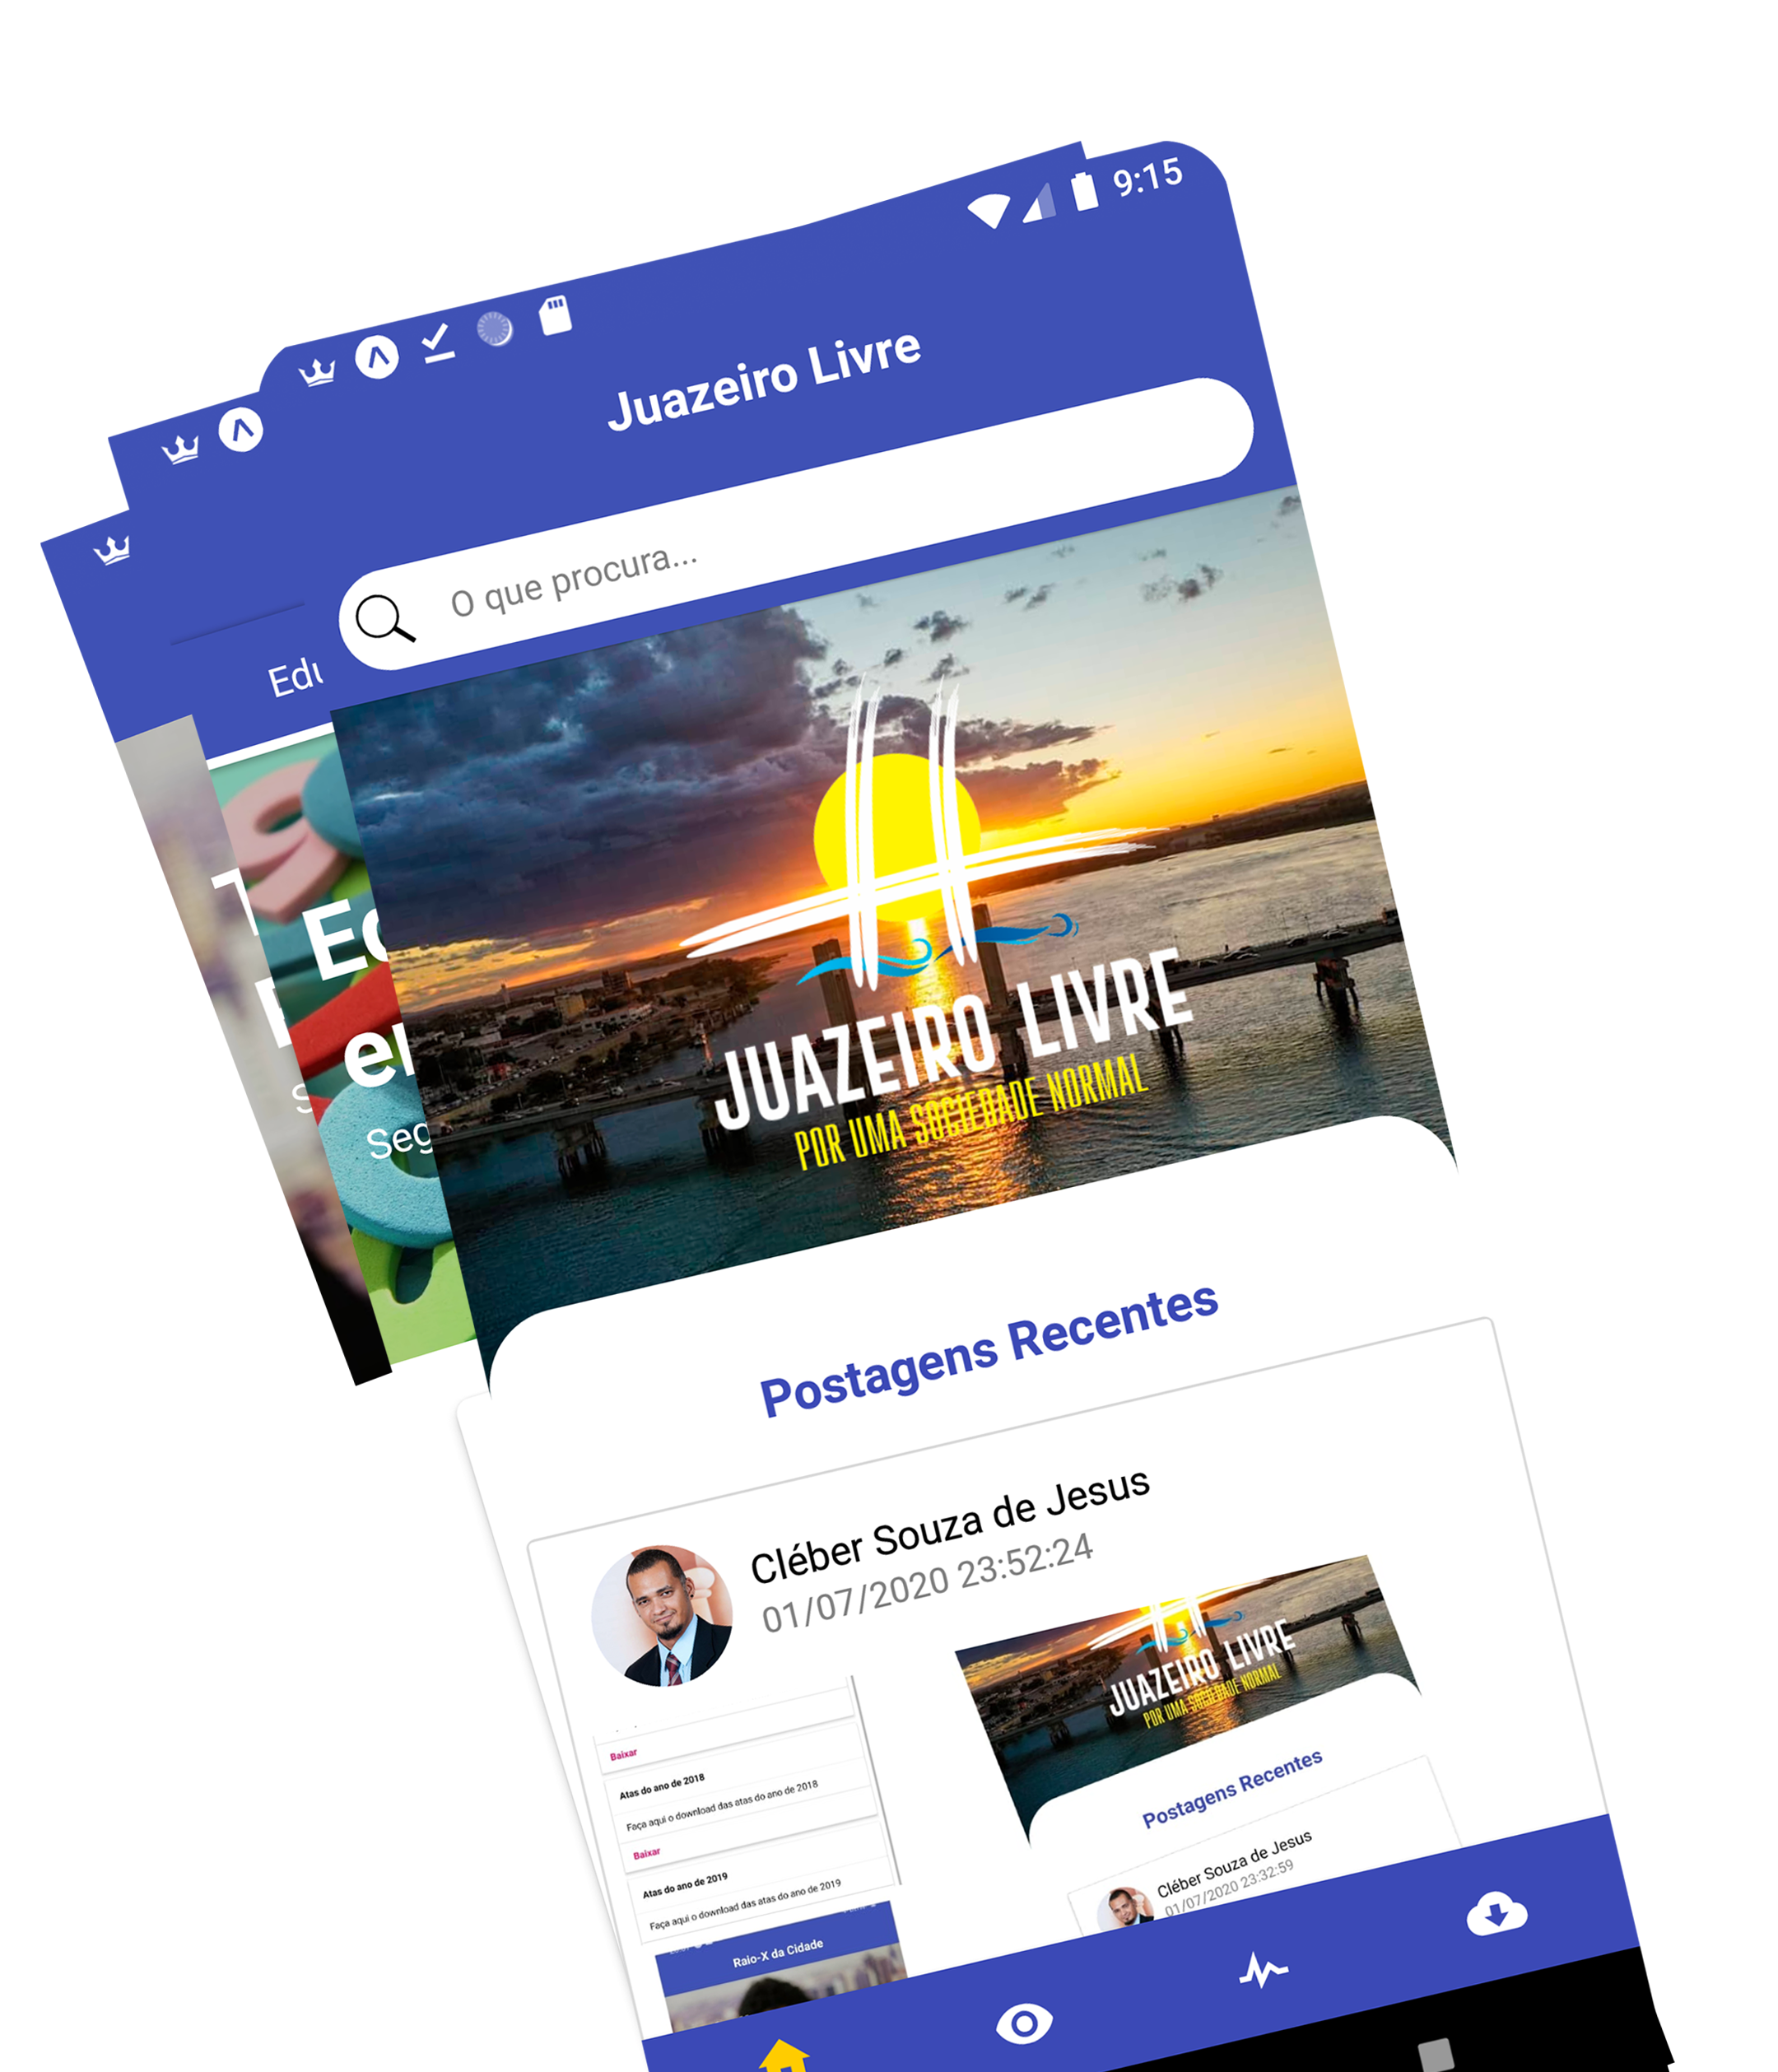 9:15
Juazeiro Livre
O que procura...
JUAZEIRO LIVRE
POR UMA SOCIEDADE NORMAL
Seg
Postagens Recentes
Cléber Souza de Jesus
01/07/2020 23:52:24
Baixar
Atas do ano de 2018
Faça aqui o download das atas do ano de 2018
Baixar
Atas do ano de 2019
Faça aqui o download das atas do ano de 2019
Raio-X da Cidade
JUAZEIRO LIVRE
POR UMA SOCIEDADE NORMAL
Postagens Recentes
Cléber Souza de Jesus
01/07/2020 23:32:59